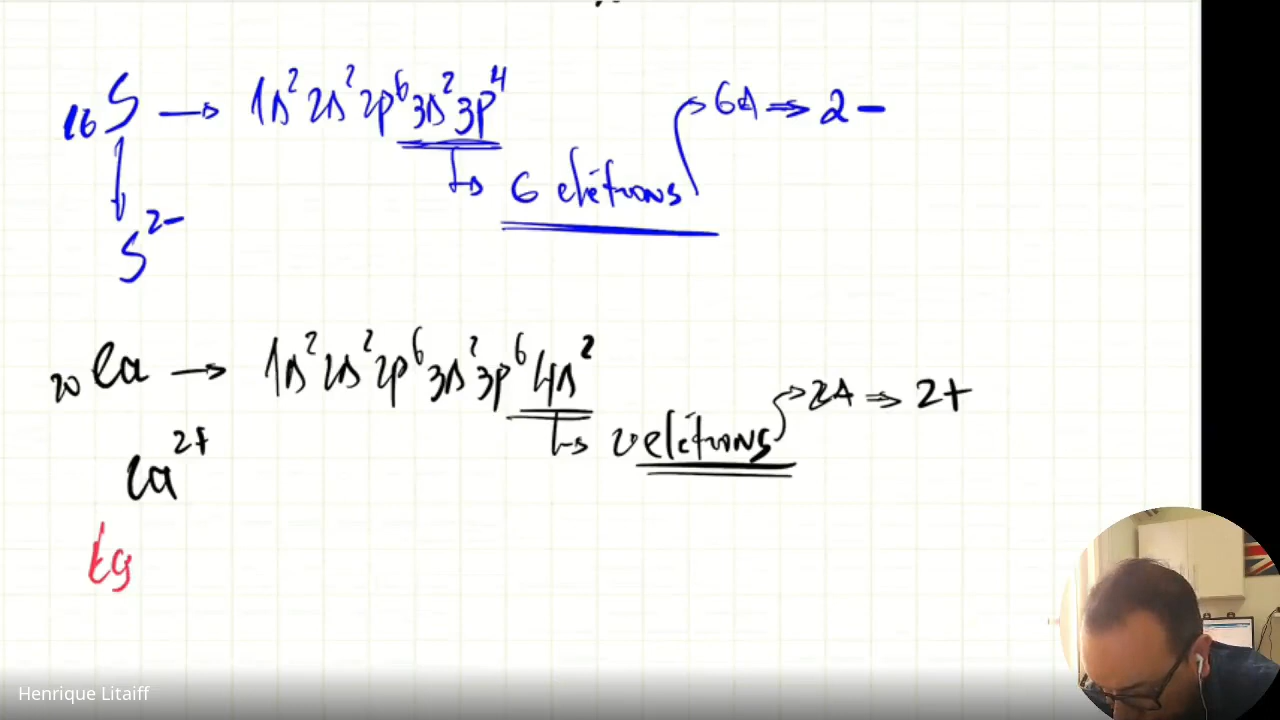 ₁₆S → 1s² 2s² 2p⁶ 3s² 3p⁴
6A ⇒ 2-
↳ 6 elétrons
S²⁻
₂₀Ca → 1s² 2s² 2p⁶ 3s² 3p⁶ 4s²
2A ⇒ 2+
↳ 2 elétrons
Ca²⁺
Henrique Litaiff